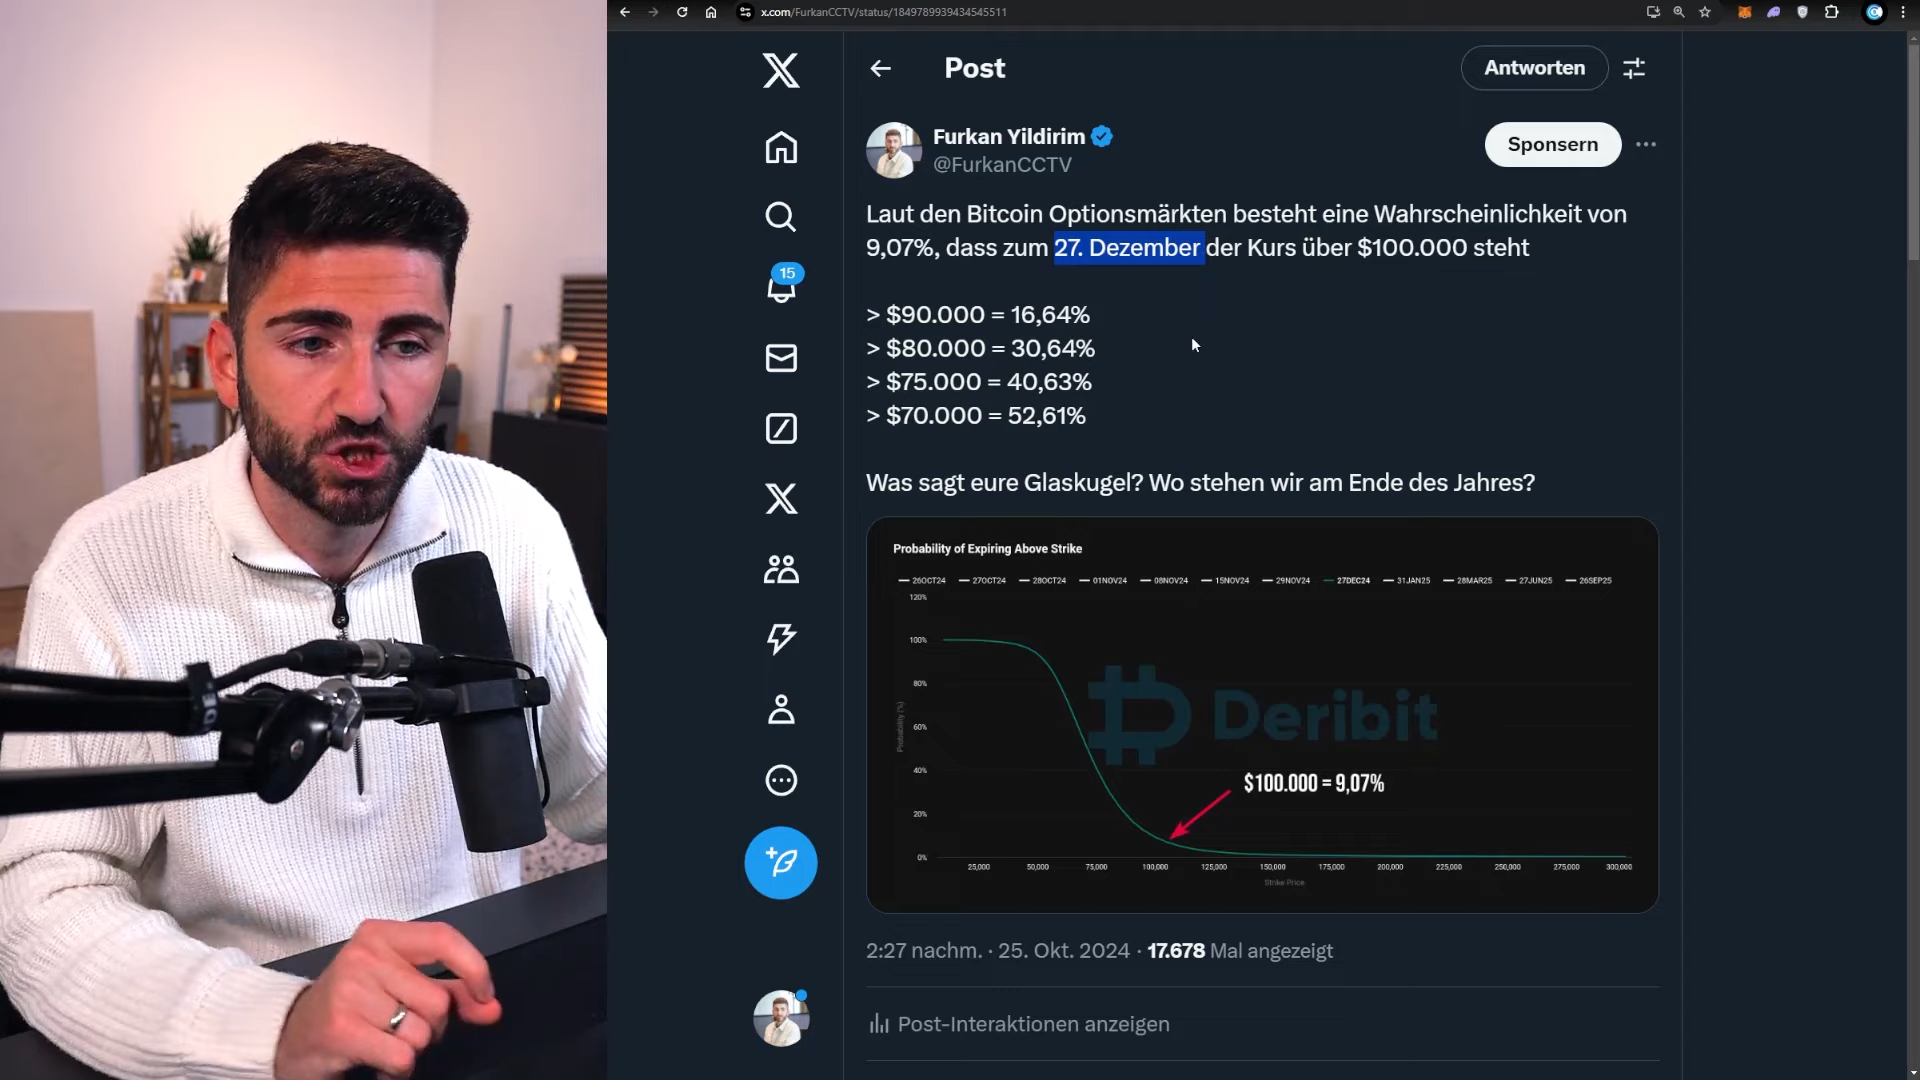 x.com/FurkanCCTV/status/1849789939434545511
Post
Antworten
Furkan Yildirim
@FurkanCCTV
Sponsern
Laut den Bitcoin Optionsmärkten besteht eine Wahrscheinlichkeit von
9,07%, dass zum 27. Dezember der Kurs über $100.000 steht
15
> $90.000 = 16,64%
> $80.000 = 30,64%
> $75.000 = 40,63%
> $70.000 = 52,61%
Was sagt eure Glaskugel? Wo stehen wir am Ende des Jahres?
Probability of Expiring Above Strike
26OCT24 27OCT24 28OCT24 01NOV24 08NOV24 15NOV24 29NOV24 27DEC24 31JAN25 28MAR25 27JUN25 26SEP25
120%
100%
80%
60%
40%
20%
0%
Probability (%)
Deribit
$100.000 = 9,07%
25,000 50,000 75,000 100,000 125,000 150,000 175,000 200,000 225,000 250,000 275,000 300,000
Strike Price
2:27 nachm. · 25. Okt. 2024 · 17.678 Mal angezeigt
Post-Interaktionen anzeigen